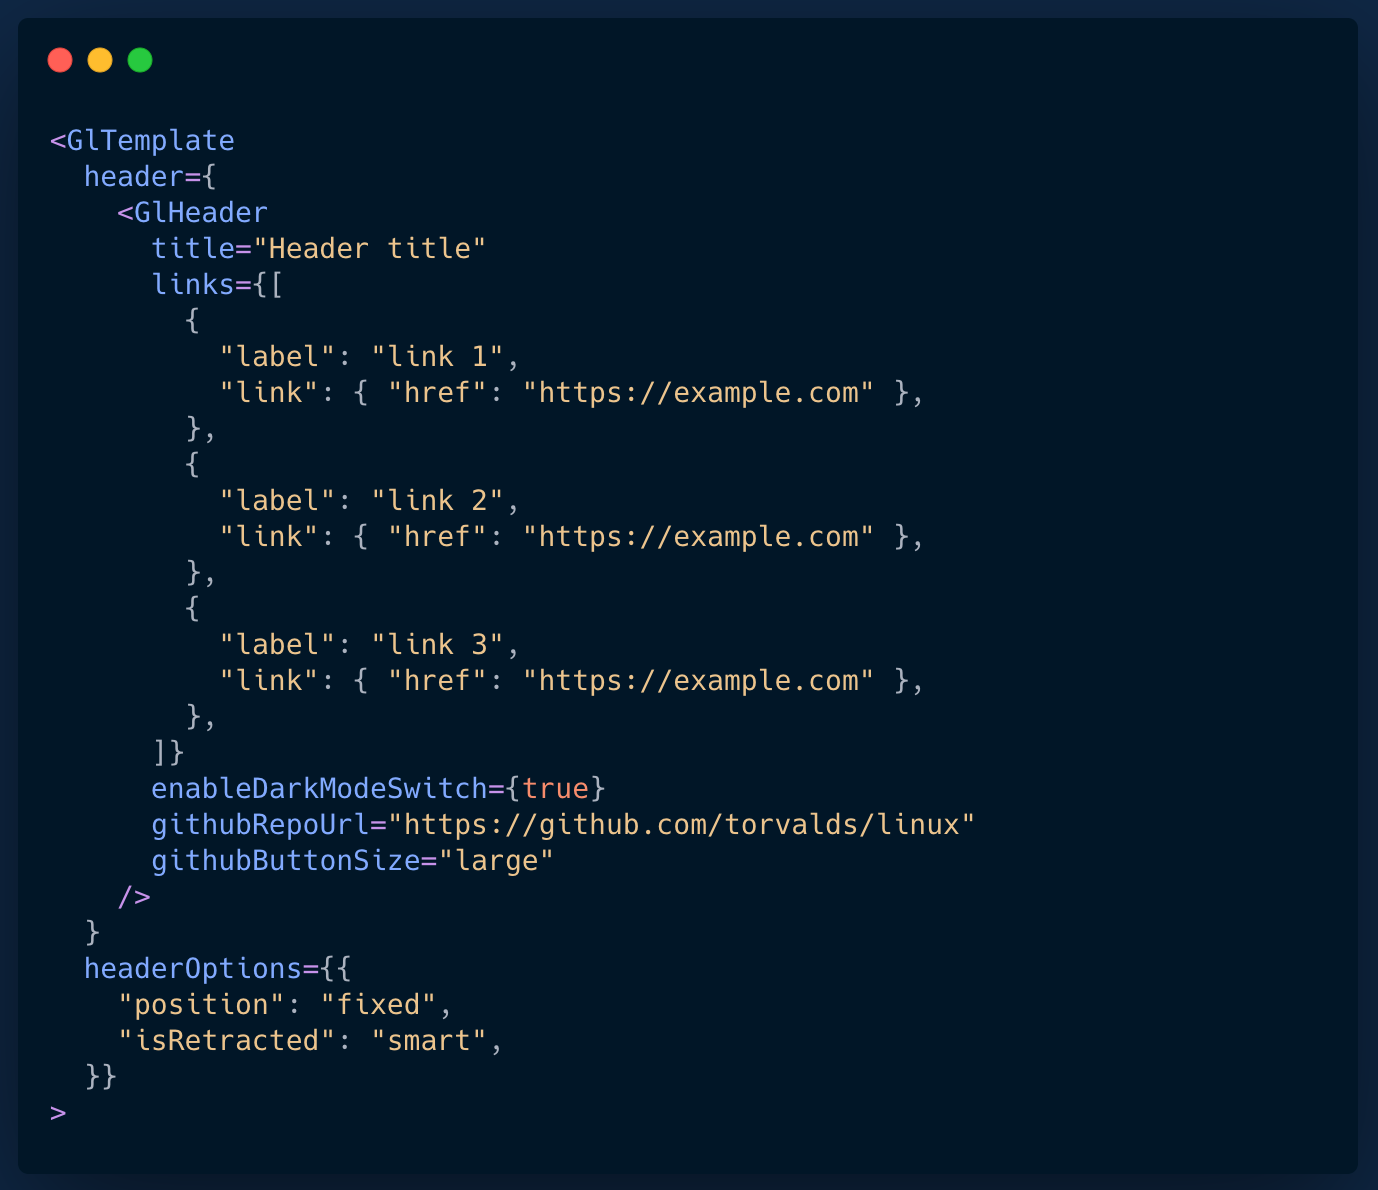 <GlTemplate
  header={
    <GlHeader
      title="Header title"
      links={[
        {
          "label": "link 1",
          "link": { "href": "https://example.com" },
        },
        {
          "label": "link 2",
          "link": { "href": "https://example.com" },
        },
        {
          "label": "link 3",
          "link": { "href": "https://example.com" },
        },
      ]}
      enableDarkModeSwitch={true}
      githubRepoUrl="https://github.com/torvalds/linux"
      githubButtonSize="large"
    />
  }
  headerOptions={{
    "position": "fixed",
    "isRetracted": "smart",
  }}
>